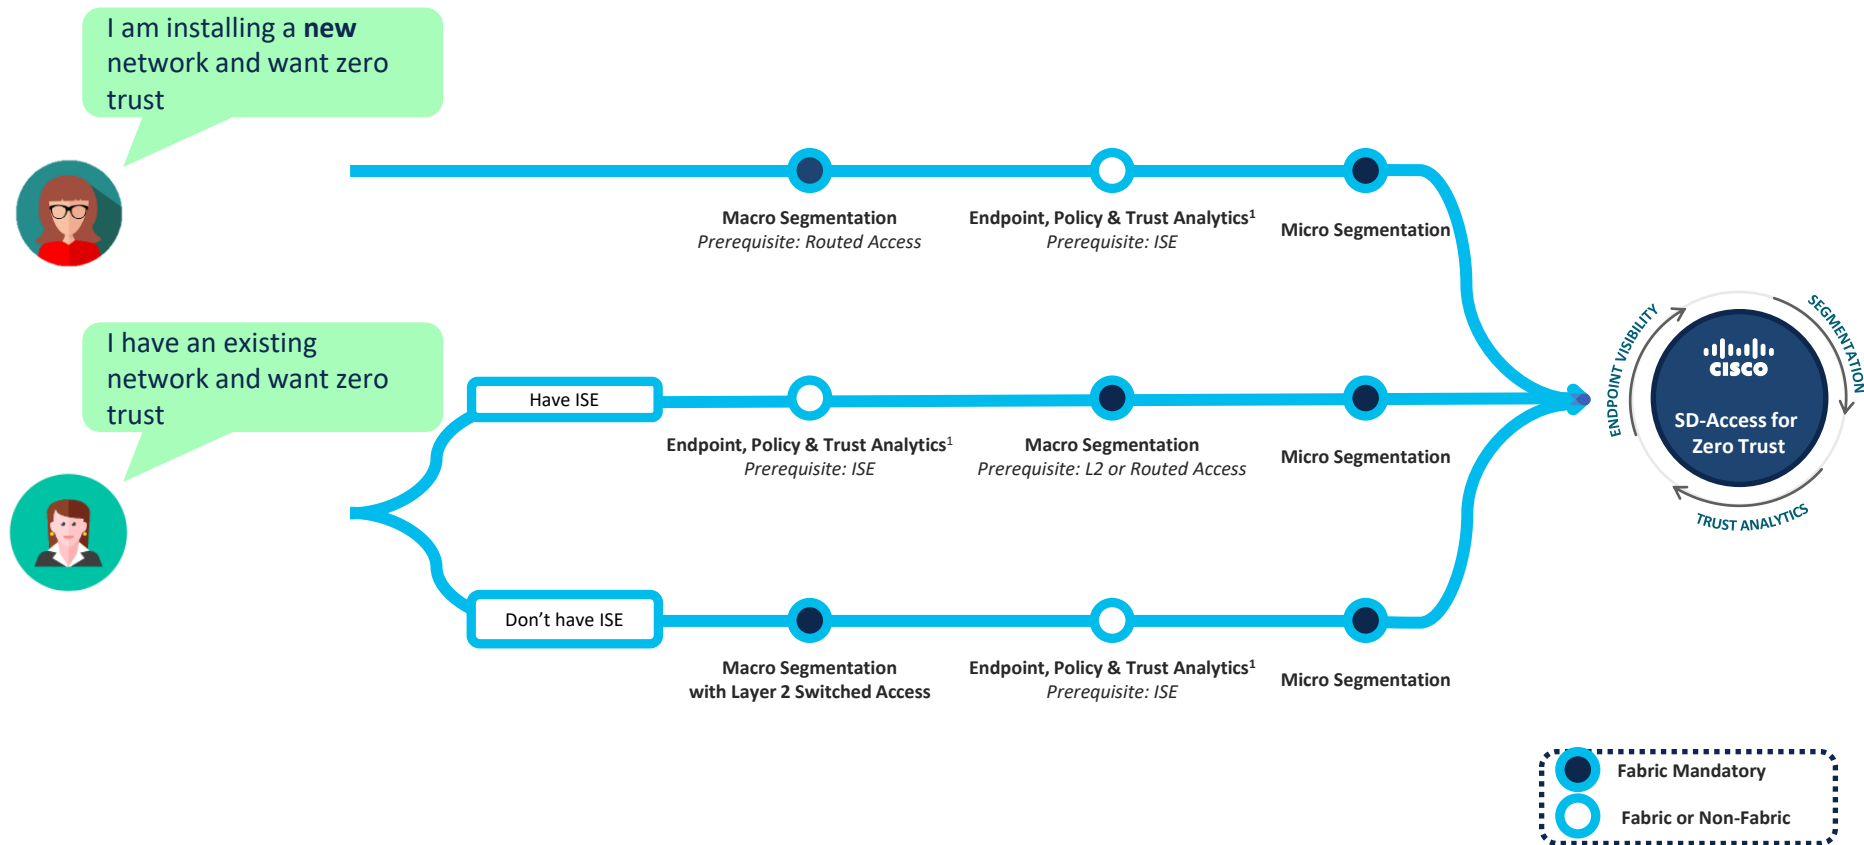 I am installing a new
network and want zero
trust
Macro Segmentation
Prerequisite: Routed Access
Endpoint, Policy & Trust Analytics1
Prerequisite: ISE
Micro Segmentation
I have an existing
network and want zero
trust
Have ISE
Endpoint, Policy & Trust Analytics1
Prerequisite: ISE
Macro Segmentation
Prerequisite: L2 or Routed Access
Micro Segmentation
Don't have ISE
Macro Segmentation
with Layer 2 Switched Access
Endpoint, Policy & Trust Analytics1
Prerequisite: ISE
Micro Segmentation
ENDPOINT VISIBILITY
SEGMENTATION
TRUST ANALYTICS
CISCO
SD-Access for
Zero Trust
Fabric Mandatory
Fabric or Non-Fabric